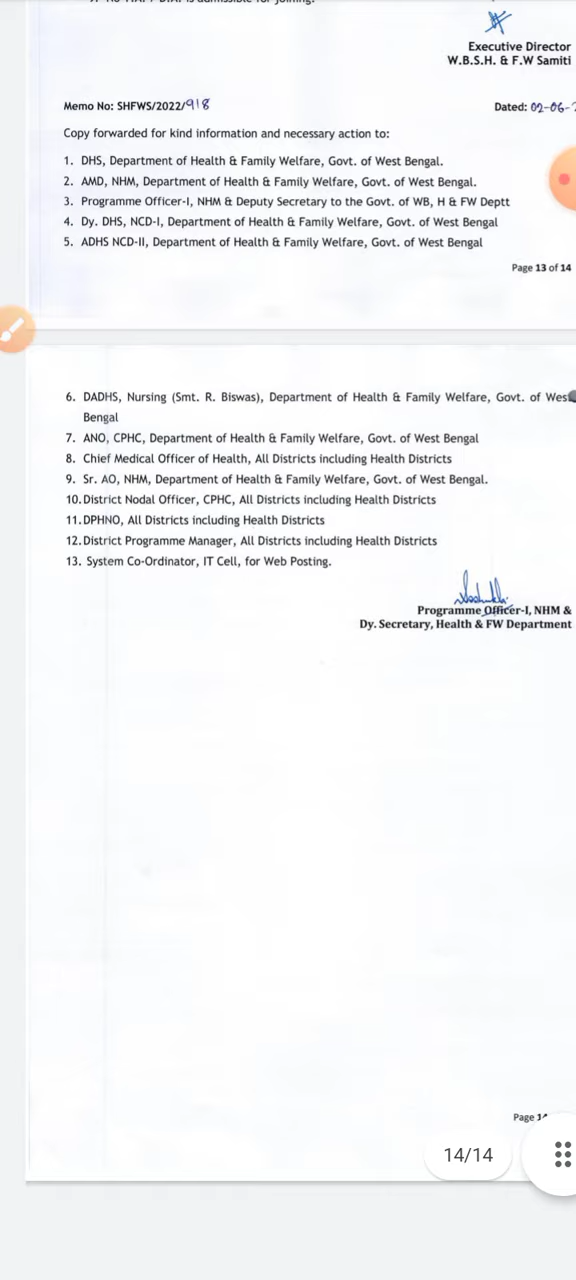 is admissible for joining.
Executive Director
W.B.S.H. & F.W Samiti
Memo No: SHFWS/2022/918
Dated: 02-06-
Copy forwarded for kind information and necessary action to:
1. DHS, Department of Health & Family Welfare, Govt. of West Bengal.
2. AMD, NHM, Department of Health & Family Welfare, Govt. of West Bengal.
3. Programme Officer-I, NHM & Deputy Secretary to the Govt. of WB, H & FW Deptt
4. Dy. DHS, NCD-I, Department of Health & Family Welfare, Govt. of West Bengal
5. ADHS NCD-II, Department of Health & Family Welfare, Govt. of West Bengal
Page 13 of 14
6. DADHS, Nursing (Smt. R. Biswas), Department of Health & Family Welfare, Govt. of West
Bengal
7. ANO, CPHC, Department of Health & Family Welfare, Govt. of West Bengal
8. Chief Medical Officer of Health, All Districts including Health Districts
9. Sr. AO, NHM, Department of Health & Family Welfare, Govt. of West Bengal.
10. District Nodal Officer, CPHC, All Districts including Health Districts
11. DPHNO, All Districts including Health Districts
12. District Programme Manager, All Districts including Health Districts
13. System Co-Ordinator, IT Cell, for Web Posting.
Programme Officer-I, NHM &
Dy. Secretary, Health & FW Department
Page
14/14